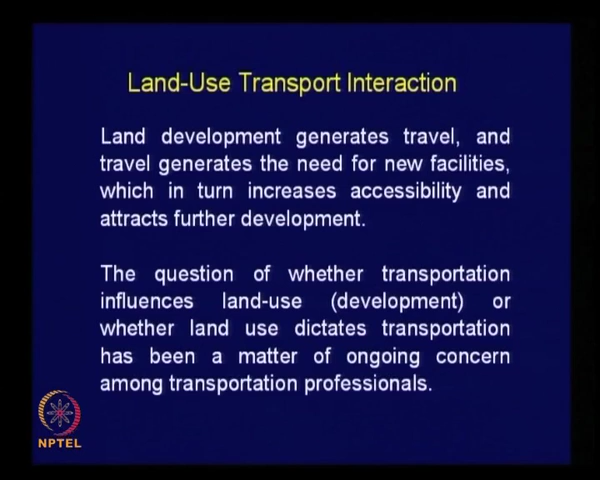 Land-Use Transport Interaction
Land development generates travel, and
travel generates the need for new facilities,
which in turn increases accessibility and
attracts further development.
The question of whether transportation
influences land-use (development) or
whether land use dictates transportation
has been a matter of ongoing concern
among transportation professionals.
NPTEL